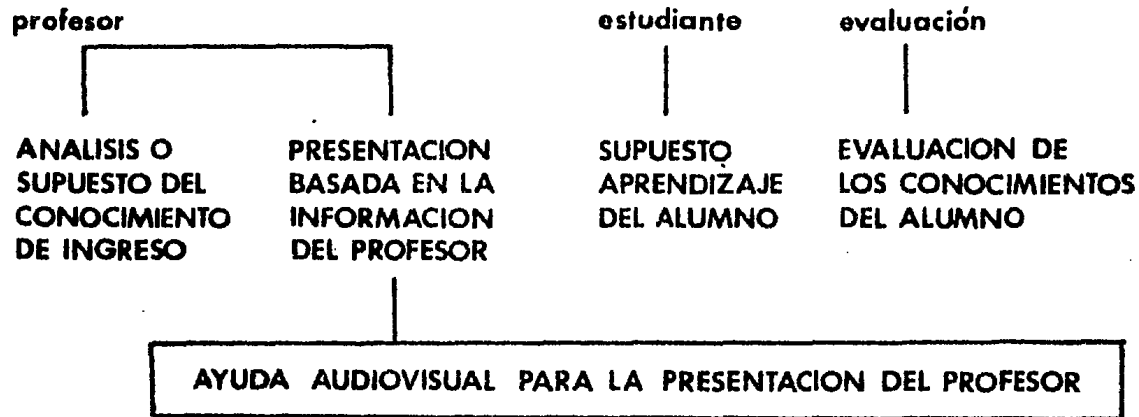 profesor
estudiante
evaluación
ANALISIS O
SUPUESTO DEL
CONOCIMIENTO
DE INGRESO
PRESENTACION
BASADA EN LA
INFORMACION
DEL PROFESOR
SUPUESTO
APRENDIZAJE
DEL ALUMNO
EVALUACION DE
LOS CONOCIMIENTOS
DEL ALUMNO
AYUDA AUDIOVISUAL PARA LA PRESENTACION DEL PROFESOR